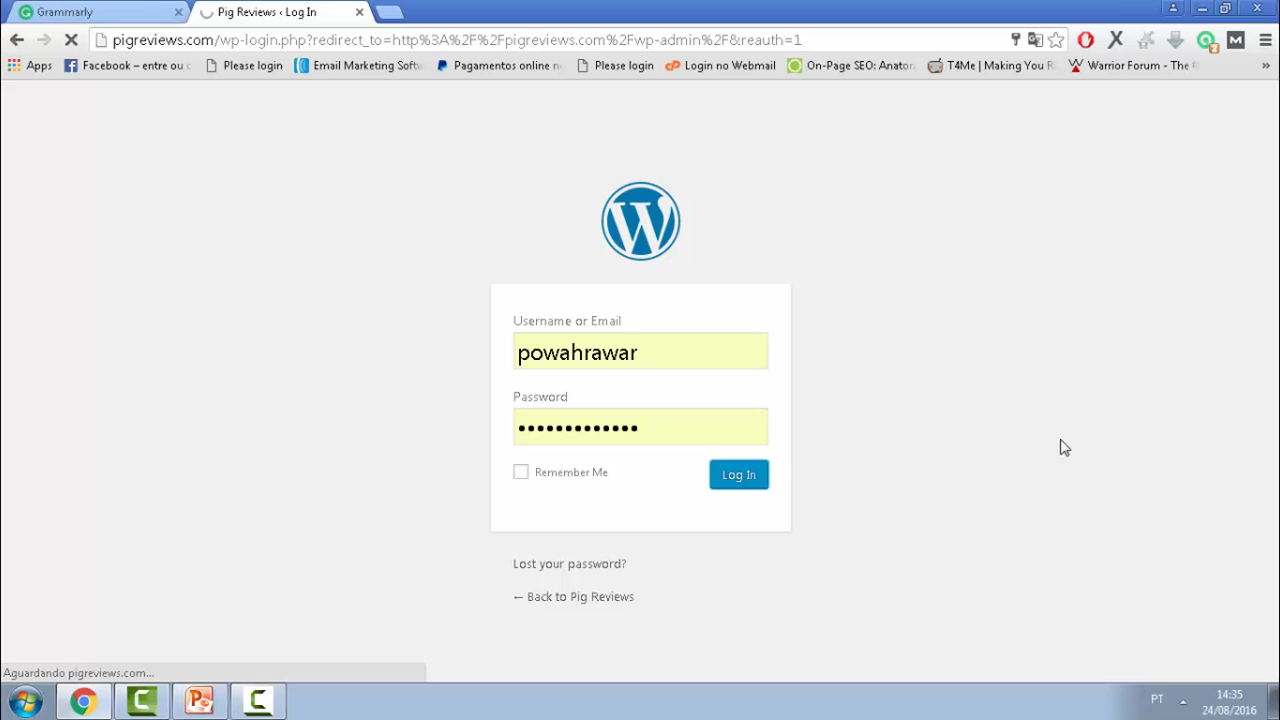 Grammarly
Pig Reviews ‹ Log In
pigreviews.com/wp-login.php?redirect_to=http%3A%2F%2Fpigreviews.com%2Fwp-admin%2F&reauth=1
Apps
Facebook – entre ou c
Please login
Email Marketing Softw
Pagamentos online n
Please login
Login no Webmail
On-Page SEO: Anator
T4Me | Making You R
Warrior Forum - The #
»
Username or Email
powahrawar
Password
Remember Me
Log In
Lost your password?
← Back to Pig Reviews
Aguardando pigreviews.com...
PT
14:35
24/08/2016